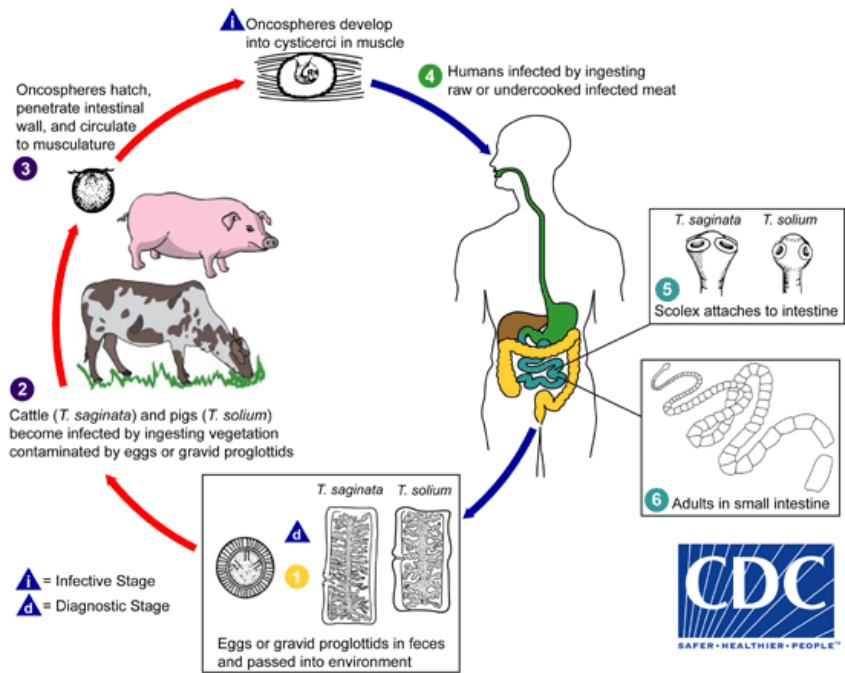 i
Oncospheres develop
into cysticerci in muscle
4
Humans infected by ingesting
raw or undercooked infected meat
Oncospheres hatch,
penetrate intestinal
wall, and circulate
to musculature
3
T. saginata T. solium
5
Scolex attaches to intestine
2
Cattle (T. saginata) and pigs (T. solium)
become infected by ingesting vegetation
contaminated by eggs or gravid proglottids
6
Adults in small intestine
T. saginata T. solium
d
1
Eggs or gravid proglottids in feces
and passed into environment
i = Infective Stage
d = Diagnostic Stage
CDC
SAFER • HEALTHIER • PEOPLE™